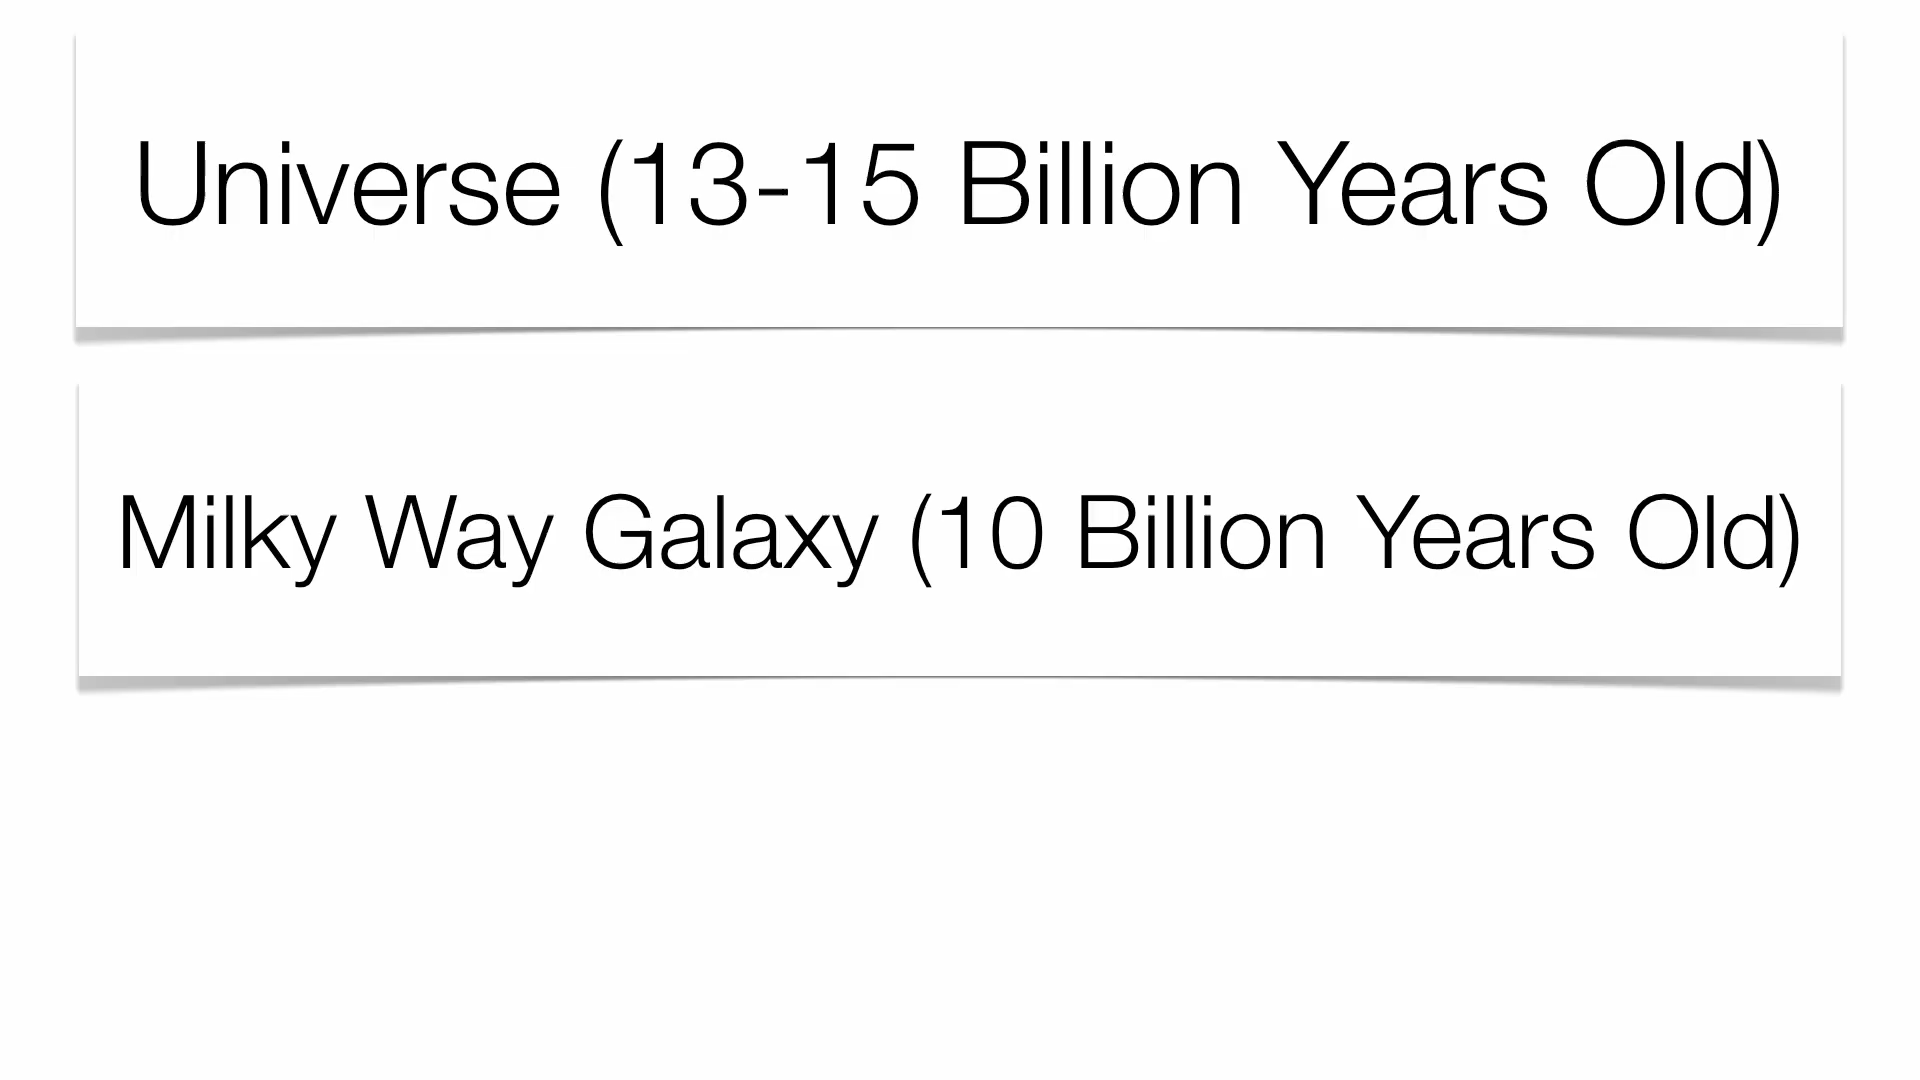 Universe (13-15 Billion Years Old)
Milky Way Galaxy (10 Billion Years Old)